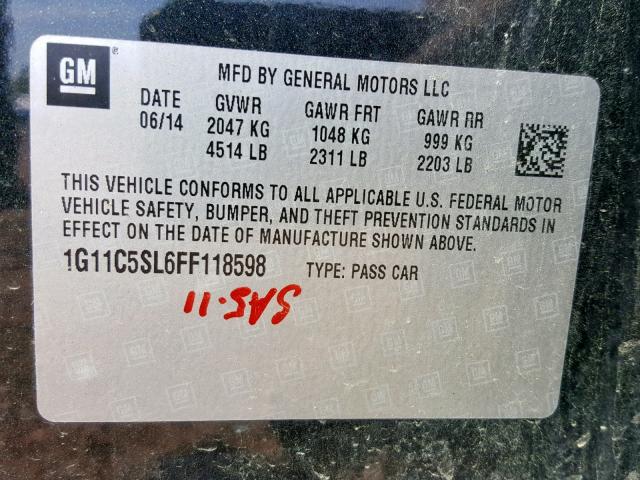 GM ®
MFD BY GENERAL MOTORS LLC
DATE GVWR GAWR FRT GAWR RR
06/14 2047 KG 1048 KG 999 KG
4514 LB 2311 LB 2203 LB
THIS VEHICLE CONFORMS TO ALL APPLICABLE U.S. FEDERAL MOTOR
VEHICLE SAFETY, BUMPER, AND THEFT PREVENTION STANDARDS IN
EFFECT ON THE DATE OF MANUFACTURE SHOWN ABOVE.
1G11C5SL6FF118598 TYPE: PASS CAR